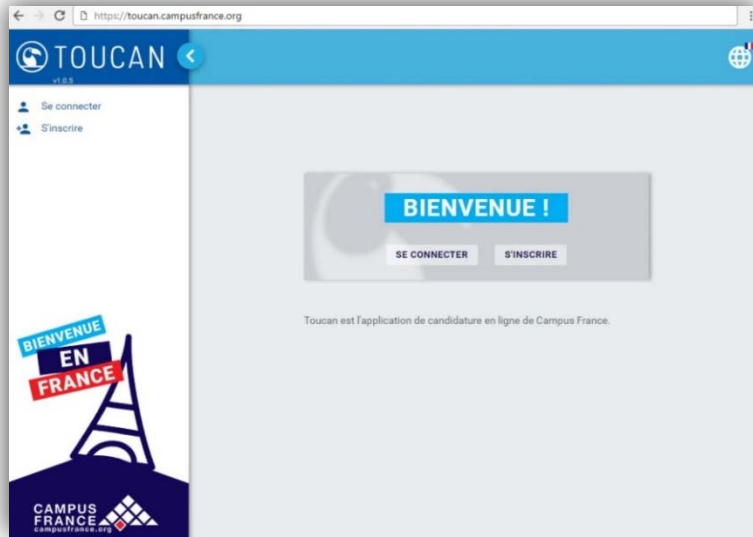 https://toucan.campusfrance.org
TOUCAN
v1.0.5
Se connecter
S'inscrire
BIENVENUE !
SE CONNECTER S'INSCRIRE
Toucan est l'application de candidature en ligne de Campus France.
BIENVENUE
EN
FRANCE
CAMPUS
FRANCE
campusfrance.org